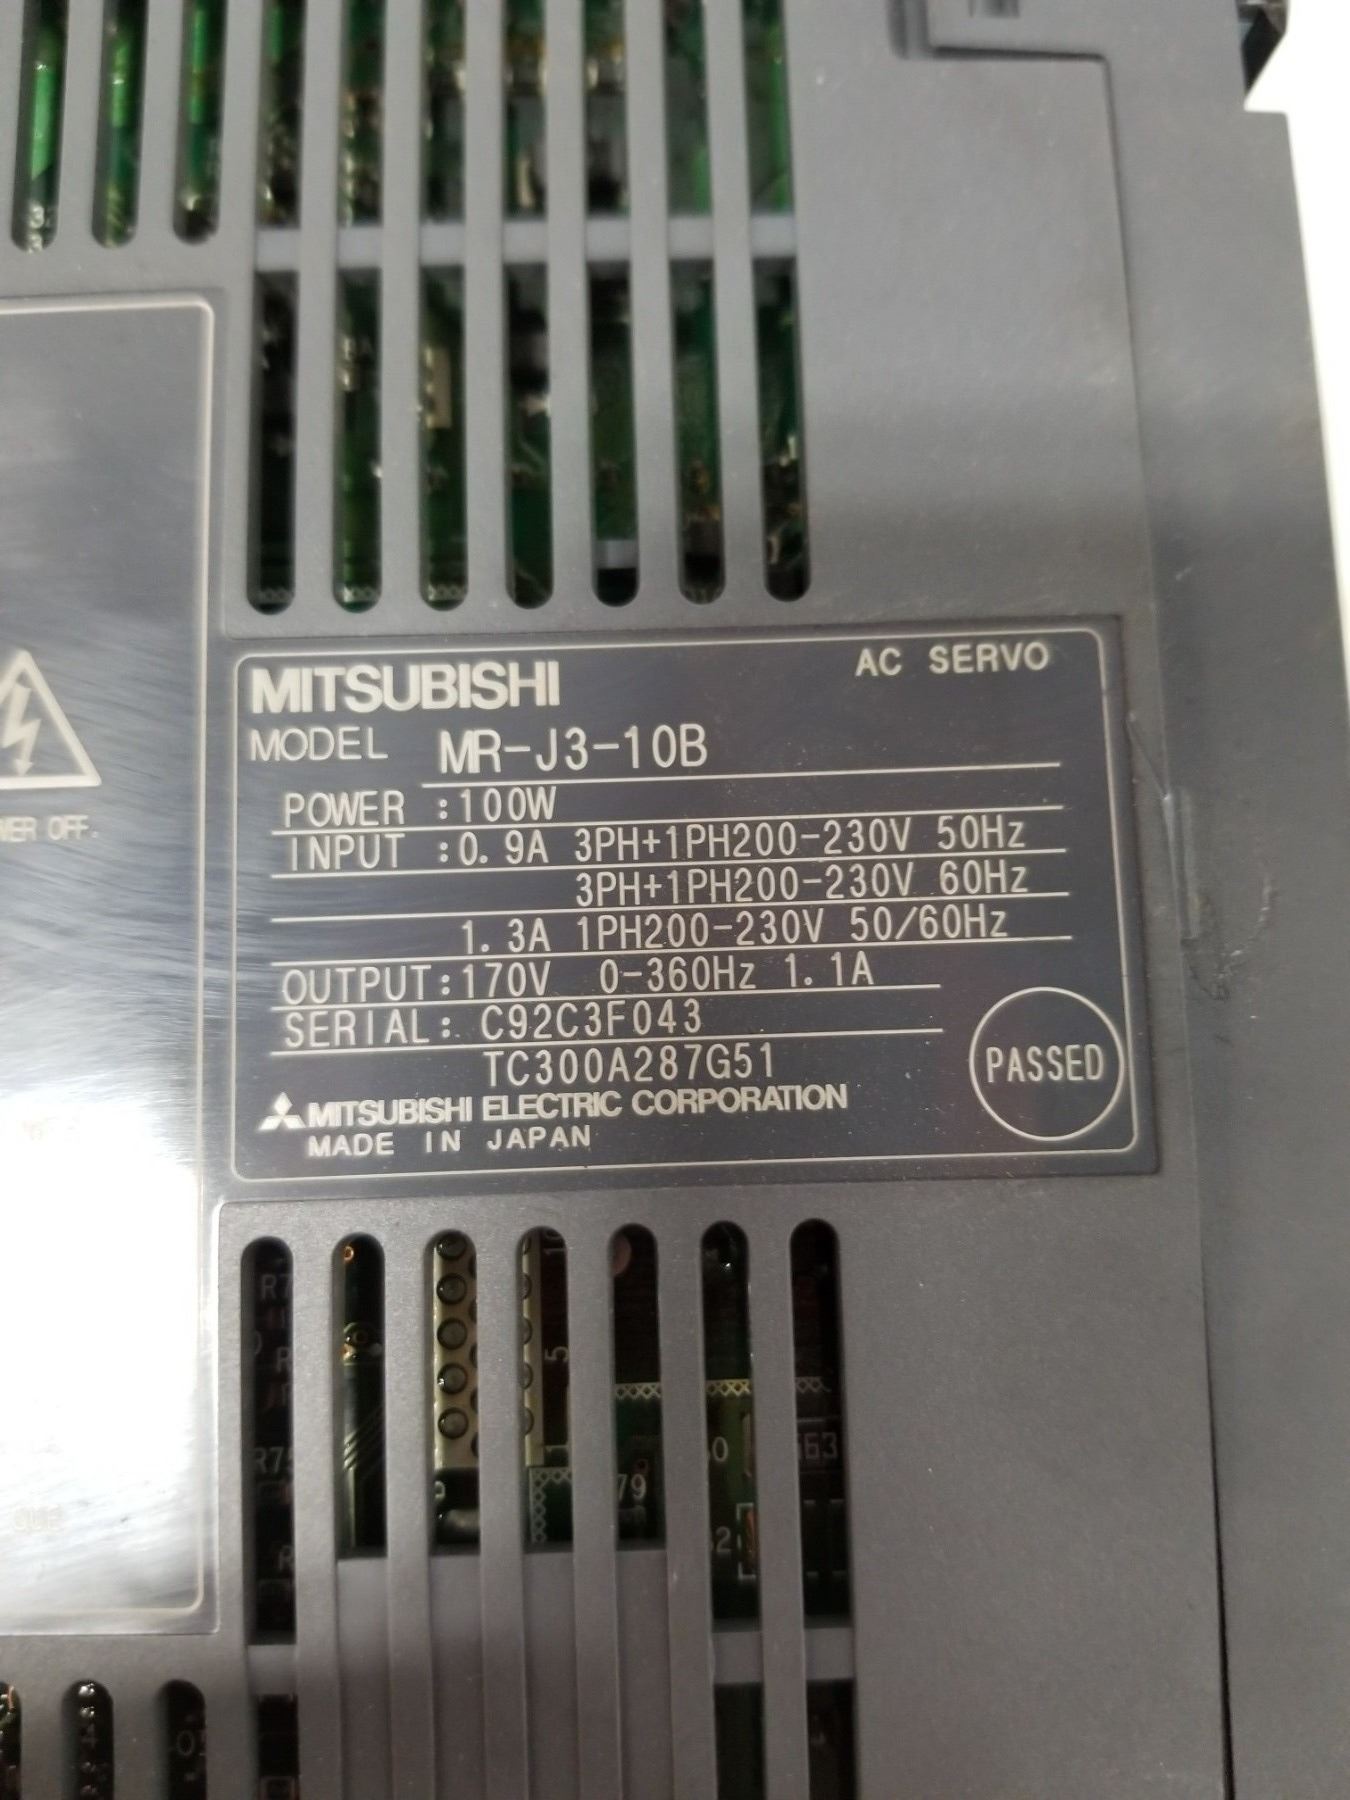 MITSUBISHI
AC SERVO
MODEL MR-J3-10B
POWER :100W
INPUT :0.9A 3PH+1PH200-230V 50Hz
3PH+1PH200-230V 60Hz
1.3A 1PH200-230V 50/60Hz
OUTPUT:170V 0-360Hz 1.1A
SERIAL: C92C3F043
TC300A287G51
PASSED
MITSUBISHI ELECTRIC CORPORATION
MADE IN JAPAN
OFF.
79